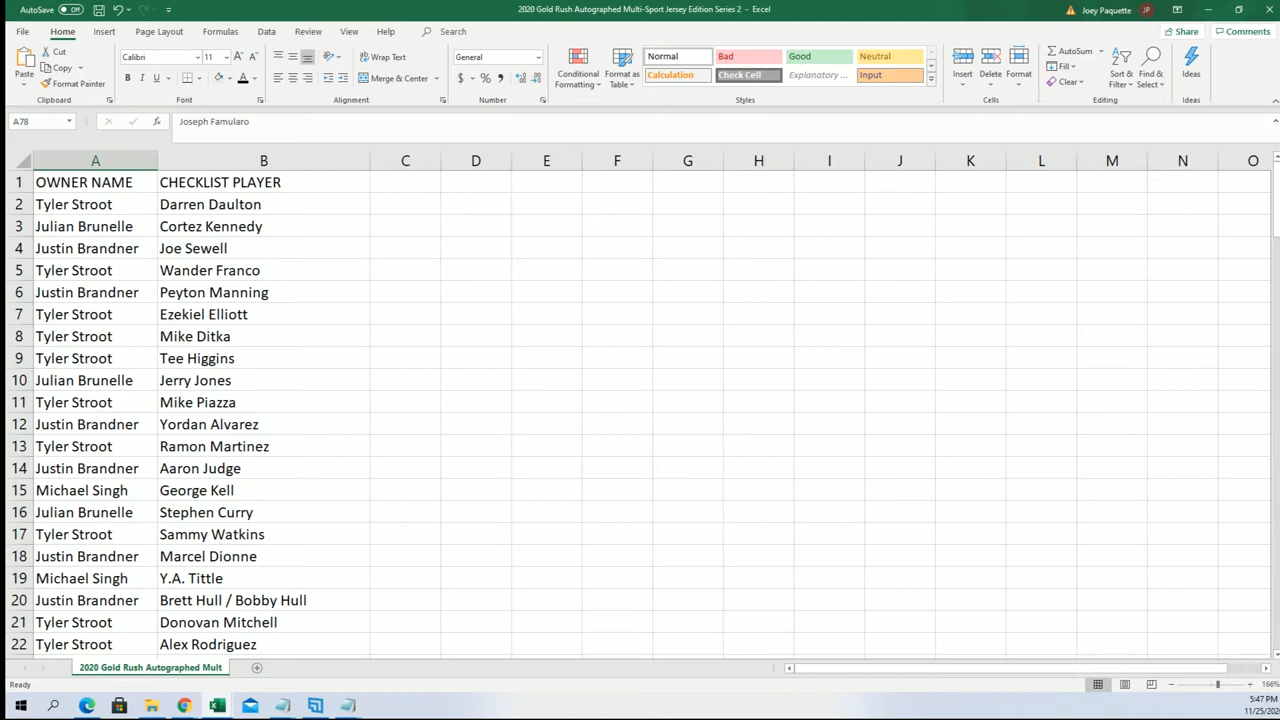 AutoSave Off 2020 Gold Rush Autographed Multi-Sport Jersey Edition Series 2 - Excel Joey Paquette JP
File Home Insert Page Layout Formulas Data Review View Help Search Share Comments
Paste Cut Copy Format Painter Clipboard
Calibri 11 B I U A Font
Wrap Text Merge & Center Alignment
General $ % Number
Conditional Formatting Format as Table
Normal Bad Good Neutral
Calculation Check Cell Explanatory ... Input
Styles
Insert Delete Format Cells
AutoSum Fill Clear Sort & Filter Find & Select Editing
Ideas Ideas
A78 fx Joseph Famularo
A B C D E F G H I J K L M N O
1 OWNER NAME CHECKLIST PLAYER
2 Tyler Stroot Darren Daulton
3 Julian Brunelle Cortez Kennedy
4 Justin Brandner Joe Sewell
5 Tyler Stroot Wander Franco
6 Justin Brandner Peyton Manning
7 Tyler Stroot Ezekiel Elliott
8 Tyler Stroot Mike Ditka
9 Tyler Stroot Tee Higgins
10 Julian Brunelle Jerry Jones
11 Tyler Stroot Mike Piazza
12 Justin Brandner Yordan Alvarez
13 Tyler Stroot Ramon Martinez
14 Justin Brandner Aaron Judge
15 Michael Singh George Kell
16 Julian Brunelle Stephen Curry
17 Tyler Stroot Sammy Watkins
18 Justin Brandner Marcel Dionne
19 Michael Singh Y.A. Tittle
20 Justin Brandner Brett Hull / Bobby Hull
21 Tyler Stroot Donovan Mitchell
22 Tyler Stroot Alex Rodriguez
2020 Gold Rush Autographed Mult
Ready 166%
5:47 PM